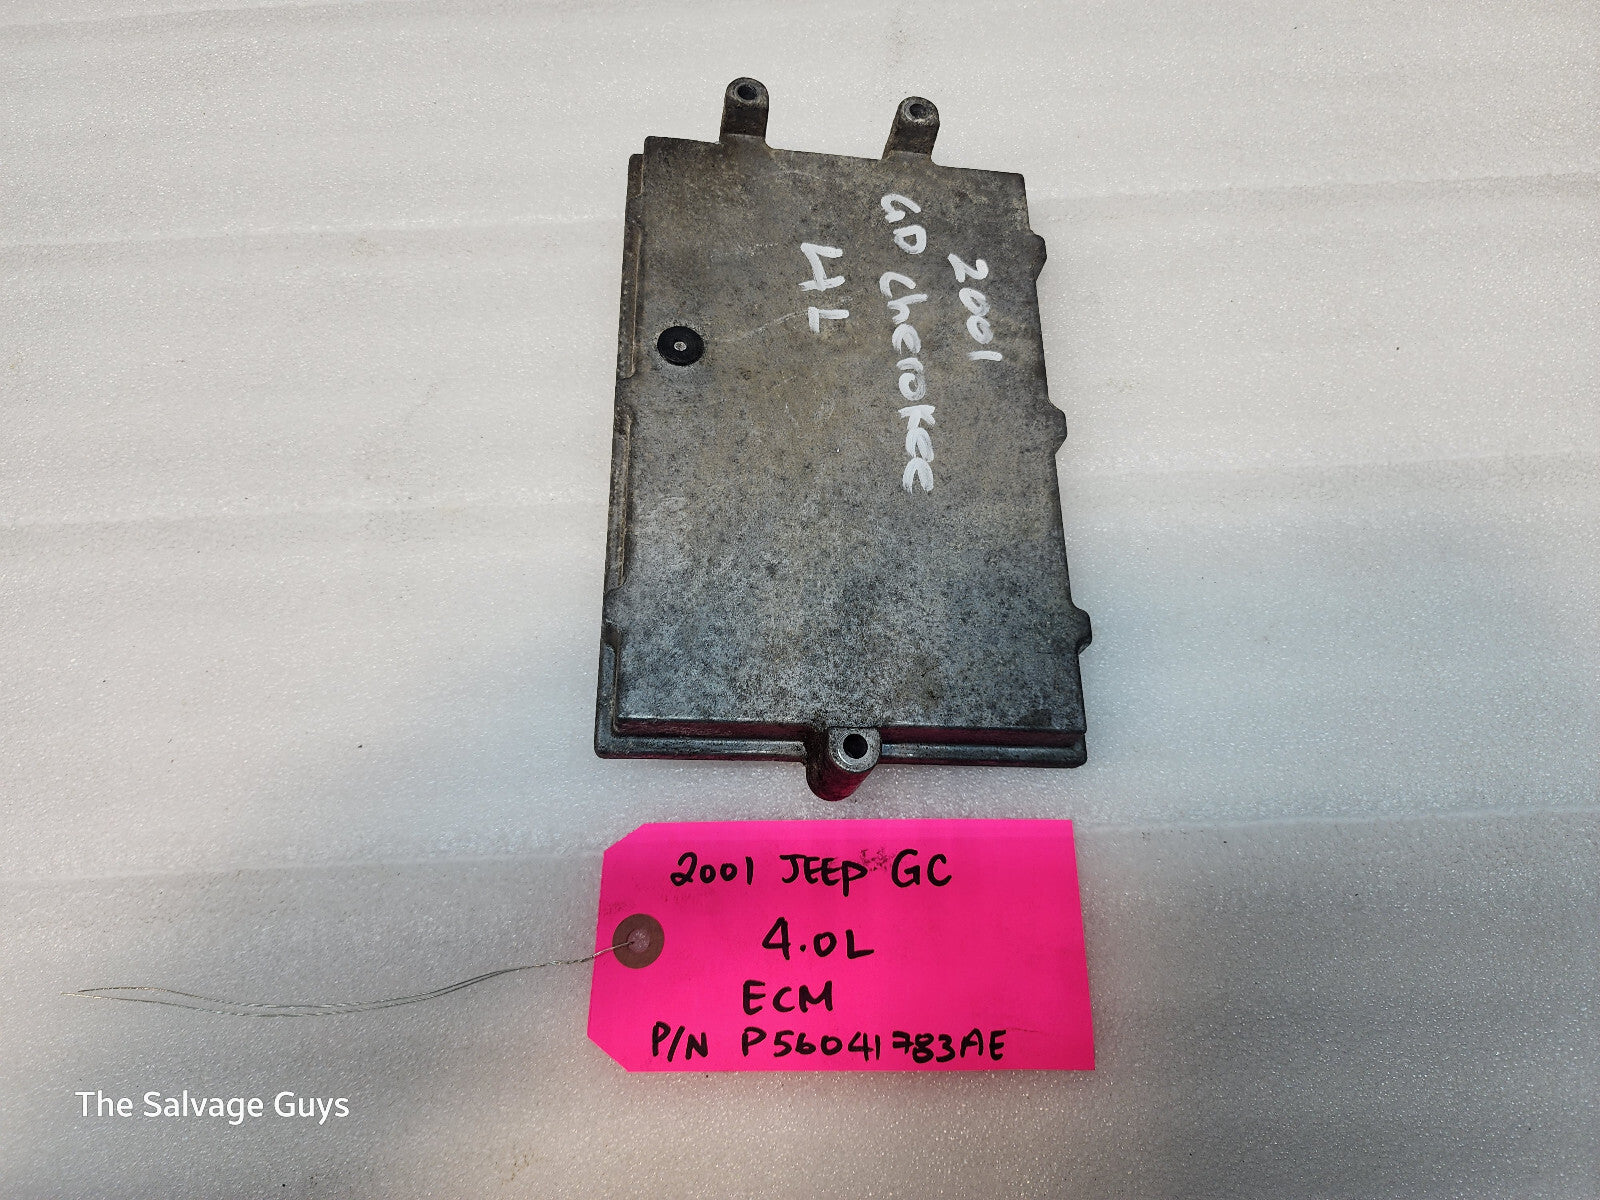 2001
GD Cherokee
4L
2001 JEEP GC
4.0L
ECM
P/N P56041783AE
The Salvage Guys